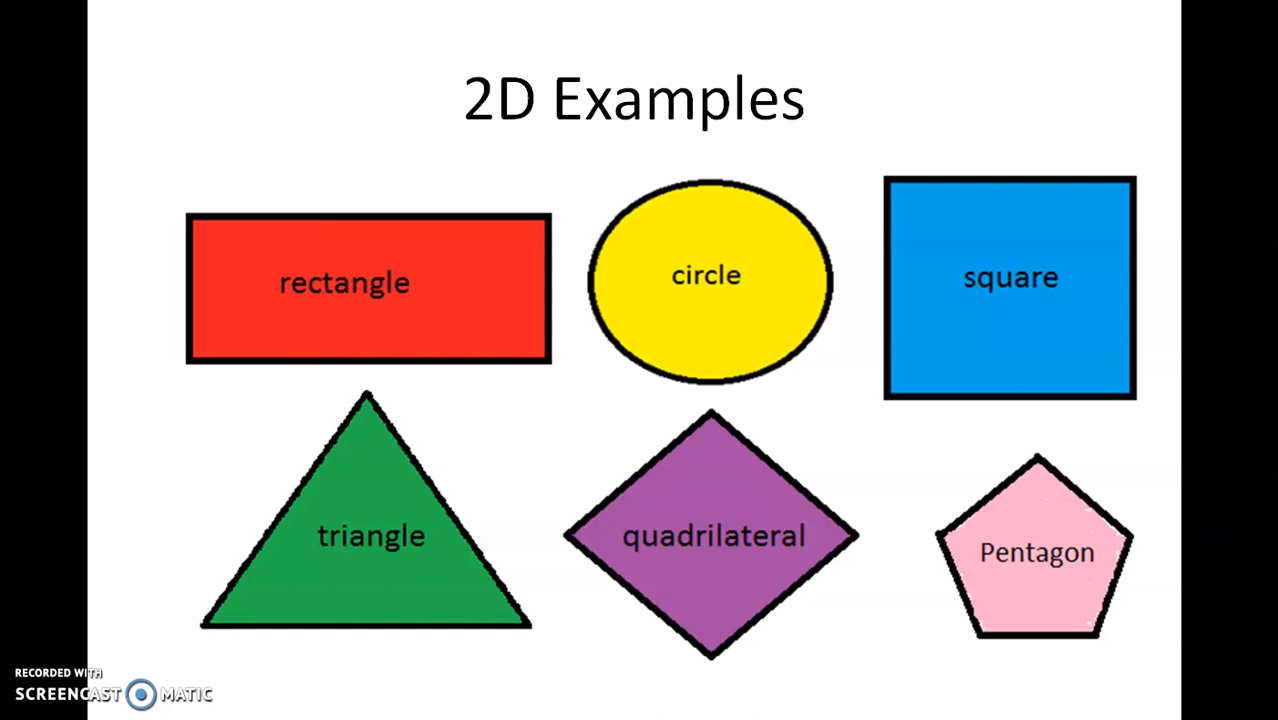 2D Examples
rectangle
circle
square
triangle
quadrilateral
Pentagon
RECORDED WITH
SCREENCAST MATIC